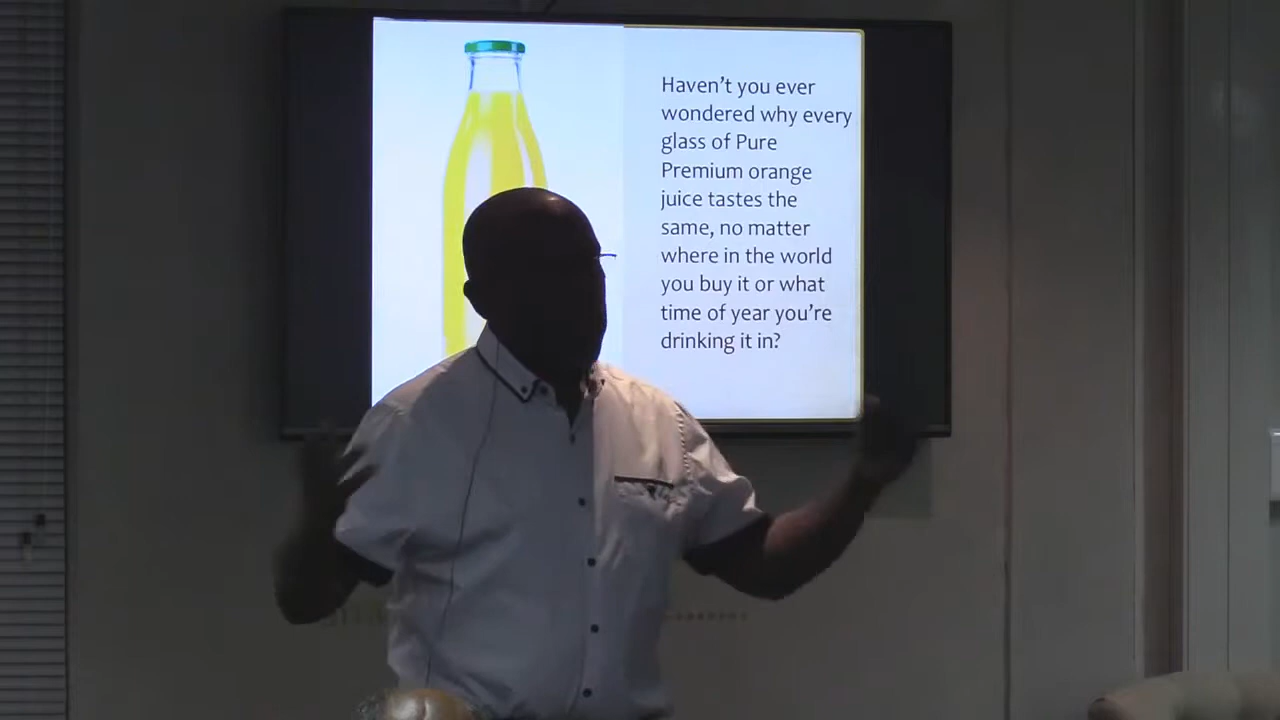 Haven't you ever
wondered why every
glass of Pure
Premium orange
juice tastes the
same, no matter
where in the world
you buy it or what
time of year you're
drinking it in?